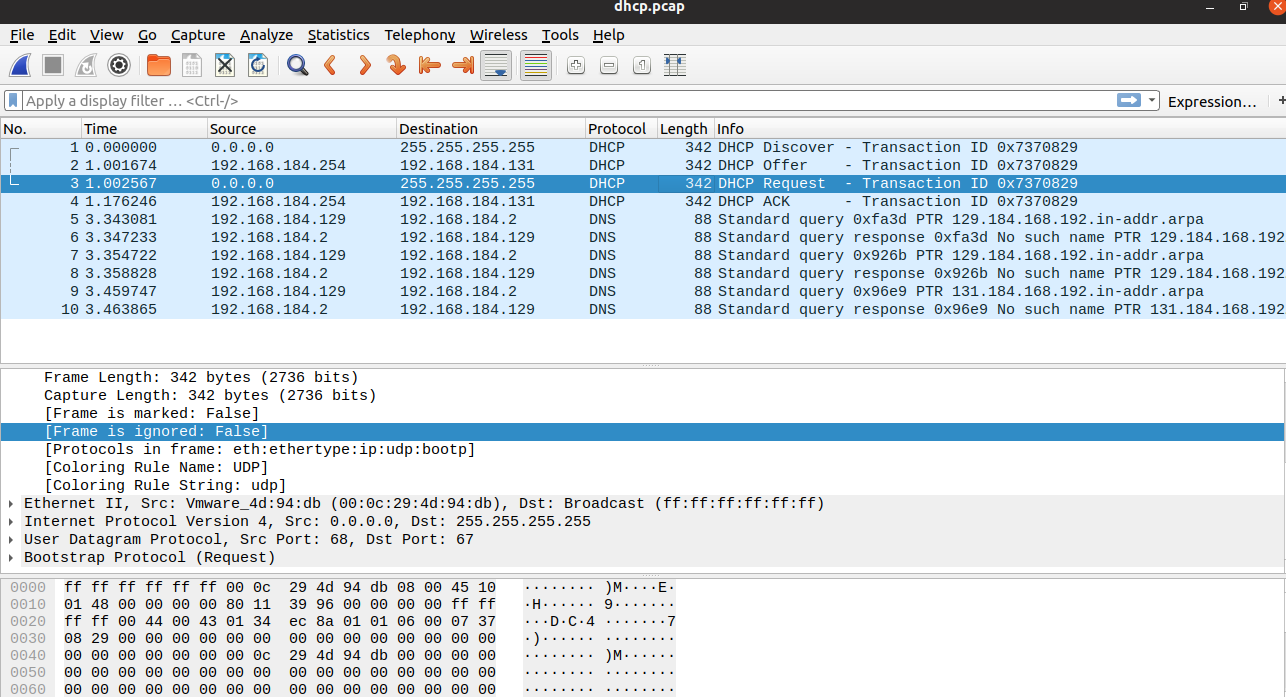 dhcp.pcap
File Edit View Go Capture Analyze Statistics Telephony Wireless Tools Help
Apply a display filter … <Ctrl-/> Expression… +
No. Time Source Destination Protocol Length Info
1 0.000000 0.0.0.0 255.255.255.255 DHCP 342 DHCP Discover - Transaction ID 0x7370829
2 1.001674 192.168.184.254 192.168.184.131 DHCP 342 DHCP Offer - Transaction ID 0x7370829
3 1.002567 0.0.0.0 255.255.255.255 DHCP 342 DHCP Request - Transaction ID 0x7370829
4 1.176246 192.168.184.254 192.168.184.131 DHCP 342 DHCP ACK - Transaction ID 0x7370829
5 3.343081 192.168.184.129 192.168.184.2 DNS 88 Standard query 0xfa3d PTR 129.184.168.192.in-addr.arpa
6 3.347233 192.168.184.2 192.168.184.129 DNS 88 Standard query response 0xfa3d No such name PTR 129.184.168.192
7 3.354722 192.168.184.129 192.168.184.2 DNS 88 Standard query 0x926b PTR 129.184.168.192.in-addr.arpa
8 3.358828 192.168.184.2 192.168.184.129 DNS 88 Standard query response 0x926b No such name PTR 129.184.168.192
9 3.459747 192.168.184.129 192.168.184.2 DNS 88 Standard query 0x96e9 PTR 131.184.168.192.in-addr.arpa
10 3.463865 192.168.184.2 192.168.184.129 DNS 88 Standard query response 0x96e9 No such name PTR 131.184.168.192
Frame Length: 342 bytes (2736 bits)
Capture Length: 342 bytes (2736 bits)
[Frame is marked: False]
[Frame is ignored: False]
[Protocols in frame: eth:ethertype:ip:udp:bootp]
[Coloring Rule Name: UDP]
[Coloring Rule String: udp]
Ethernet II, Src: Vmware_4d:94:db (00:0c:29:4d:94:db), Dst: Broadcast (ff:ff:ff:ff:ff:ff)
Internet Protocol Version 4, Src: 0.0.0.0, Dst: 255.255.255.255
User Datagram Protocol, Src Port: 68, Dst Port: 67
Bootstrap Protocol (Request)
0000 ff ff ff ff ff ff 00 0c 29 4d 94 db 08 00 45 10 ········ )M····E·
0010 01 48 00 00 00 00 80 11 39 96 00 00 00 00 ff ff ·H······ 9·······
0020 ff ff 00 44 00 43 01 34 ec 8a 01 01 06 00 07 37 ···D·C·4 ·······7
0030 08 29 00 00 00 00 00 00 00 00 00 00 00 00 00 00 ·)······ ········
0040 00 00 00 00 00 00 00 0c 29 4d 94 db 00 00 00 00 ········ )M······
0050 00 00 00 00 00 00 00 00 00 00 00 00 00 00 00 00 ········ ········
0060 00 00 00 00 00 00 00 00 00 00 00 00 00 00 00 00 ········ ········